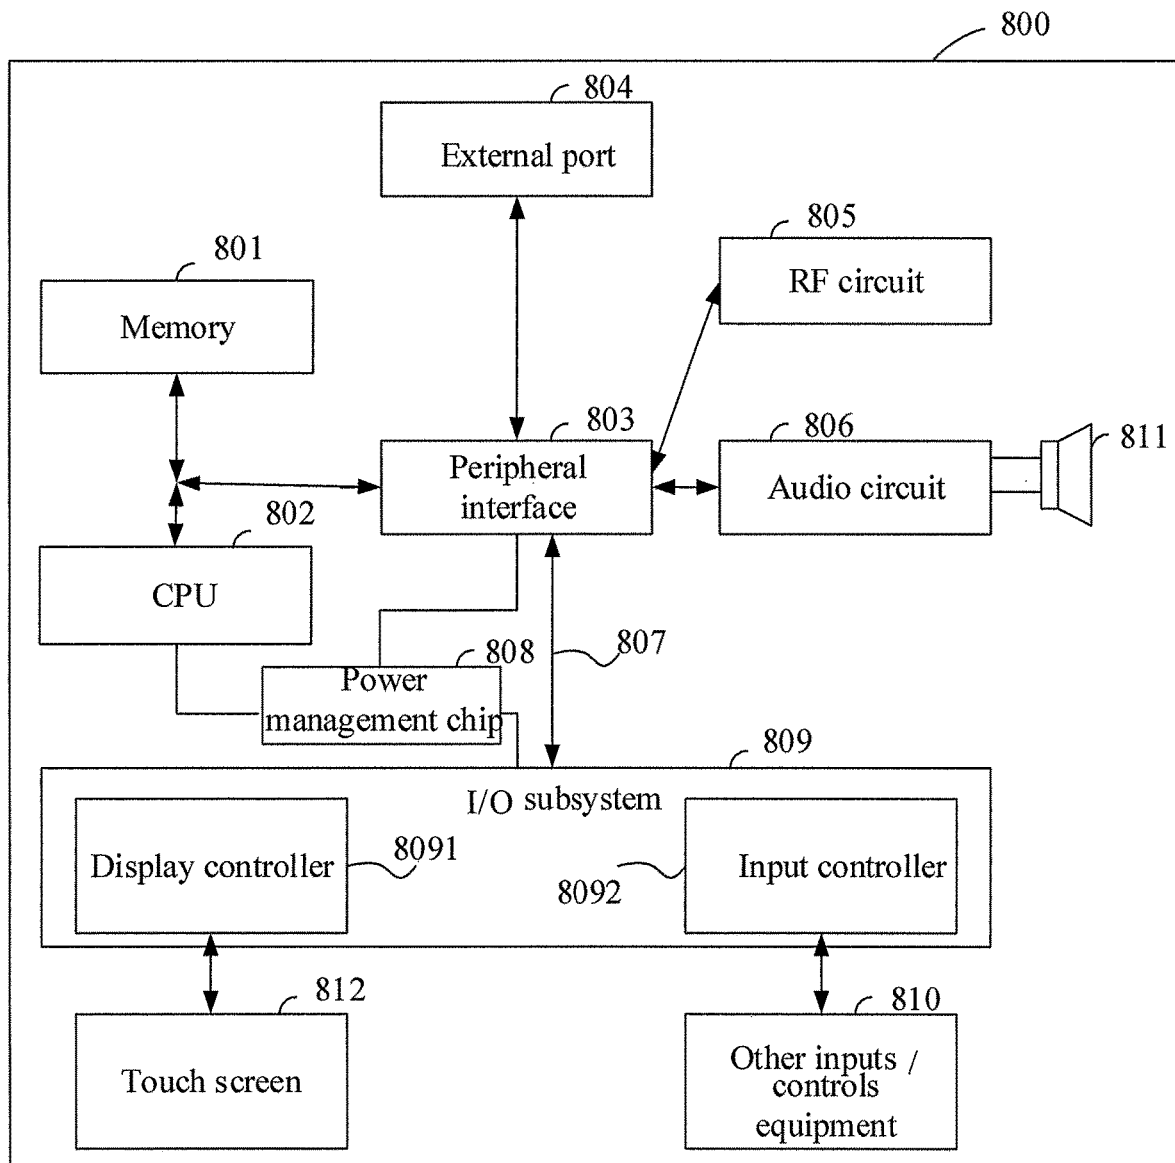 800
804
External port
805
RF circuit
801
Memory
803
Peripheral
interface
806
Audio circuit
811
802
CPU
807
808
Power
management chip
809
I/O subsystem
Display controller
8091
8092
Input controller
812
Touch screen
810
Other inputs /
controls
equipment